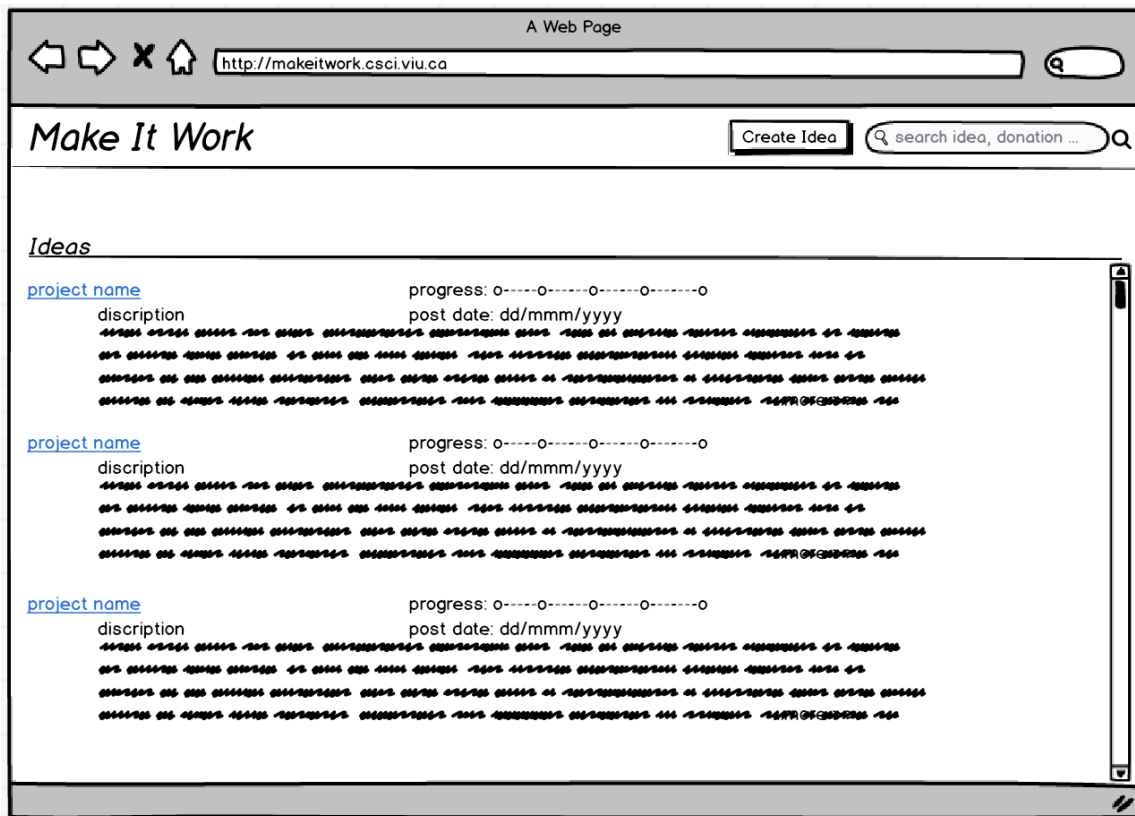 A Web Page
http://makeitwork.csci.viu.ca
Make It Work
Create Idea
search idea, donation ...
Ideas
project name progress: o-----o------o------o-------o
discription post date: dd/mmm/yyyy
project name progress: o-----o------o------o-------o
discription post date: dd/mmm/yyyy
project name progress: o-----o------o------o-------o
discription post date: dd/mmm/yyyy